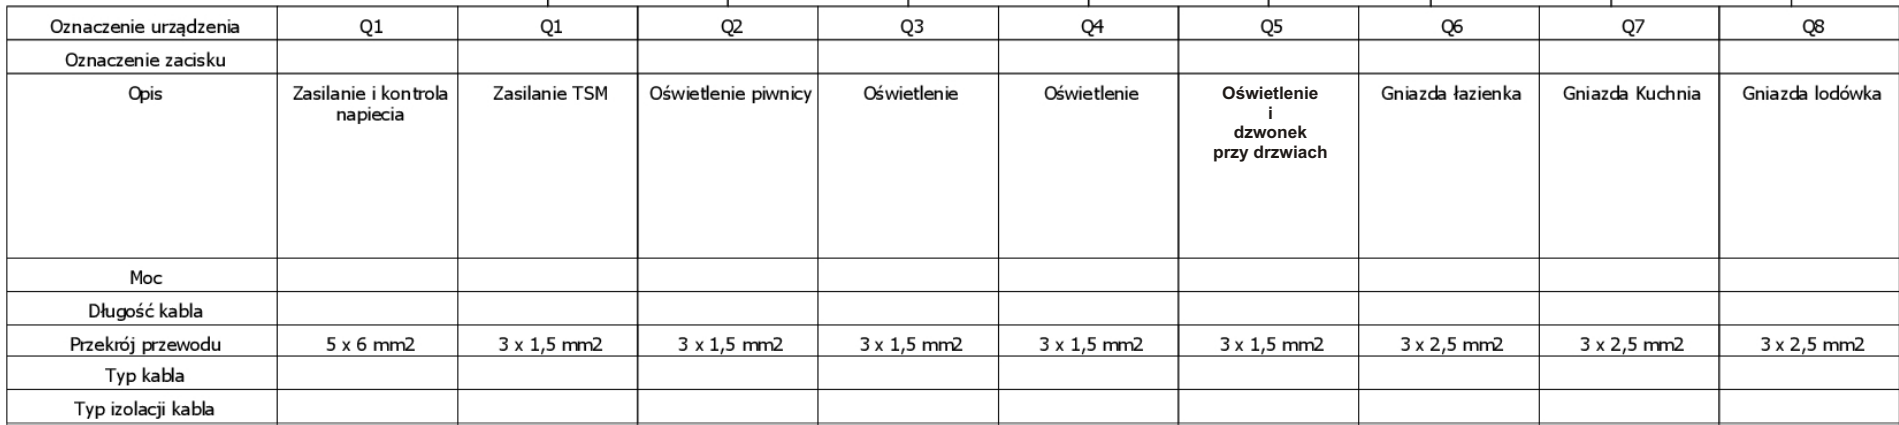 Oznaczenie urządzenia Q1 Q1 Q2 Q3 Q4 Q5 Q6 Q7 Q8
Oznaczenie zacisku
Opis Zasilanie i kontrola Zasilanie TSM Oświetlenie piwnicy Oświetlenie Oświetlenie Oświetlenie Gniazda łazienka Gniazda Kuchnia Gniazda lodówka
napiecia i
dzwonek
przy drzwiach
Moc
Długość kabla
Przekrój przewodu 5 x 6 mm2 3 x 1,5 mm2 3 x 1,5 mm2 3 x 1,5 mm2 3 x 1,5 mm2 3 x 1,5 mm2 3 x 2,5 mm2 3 x 2,5 mm2 3 x 2,5 mm2
Typ kabla
Typ izolacji kabla